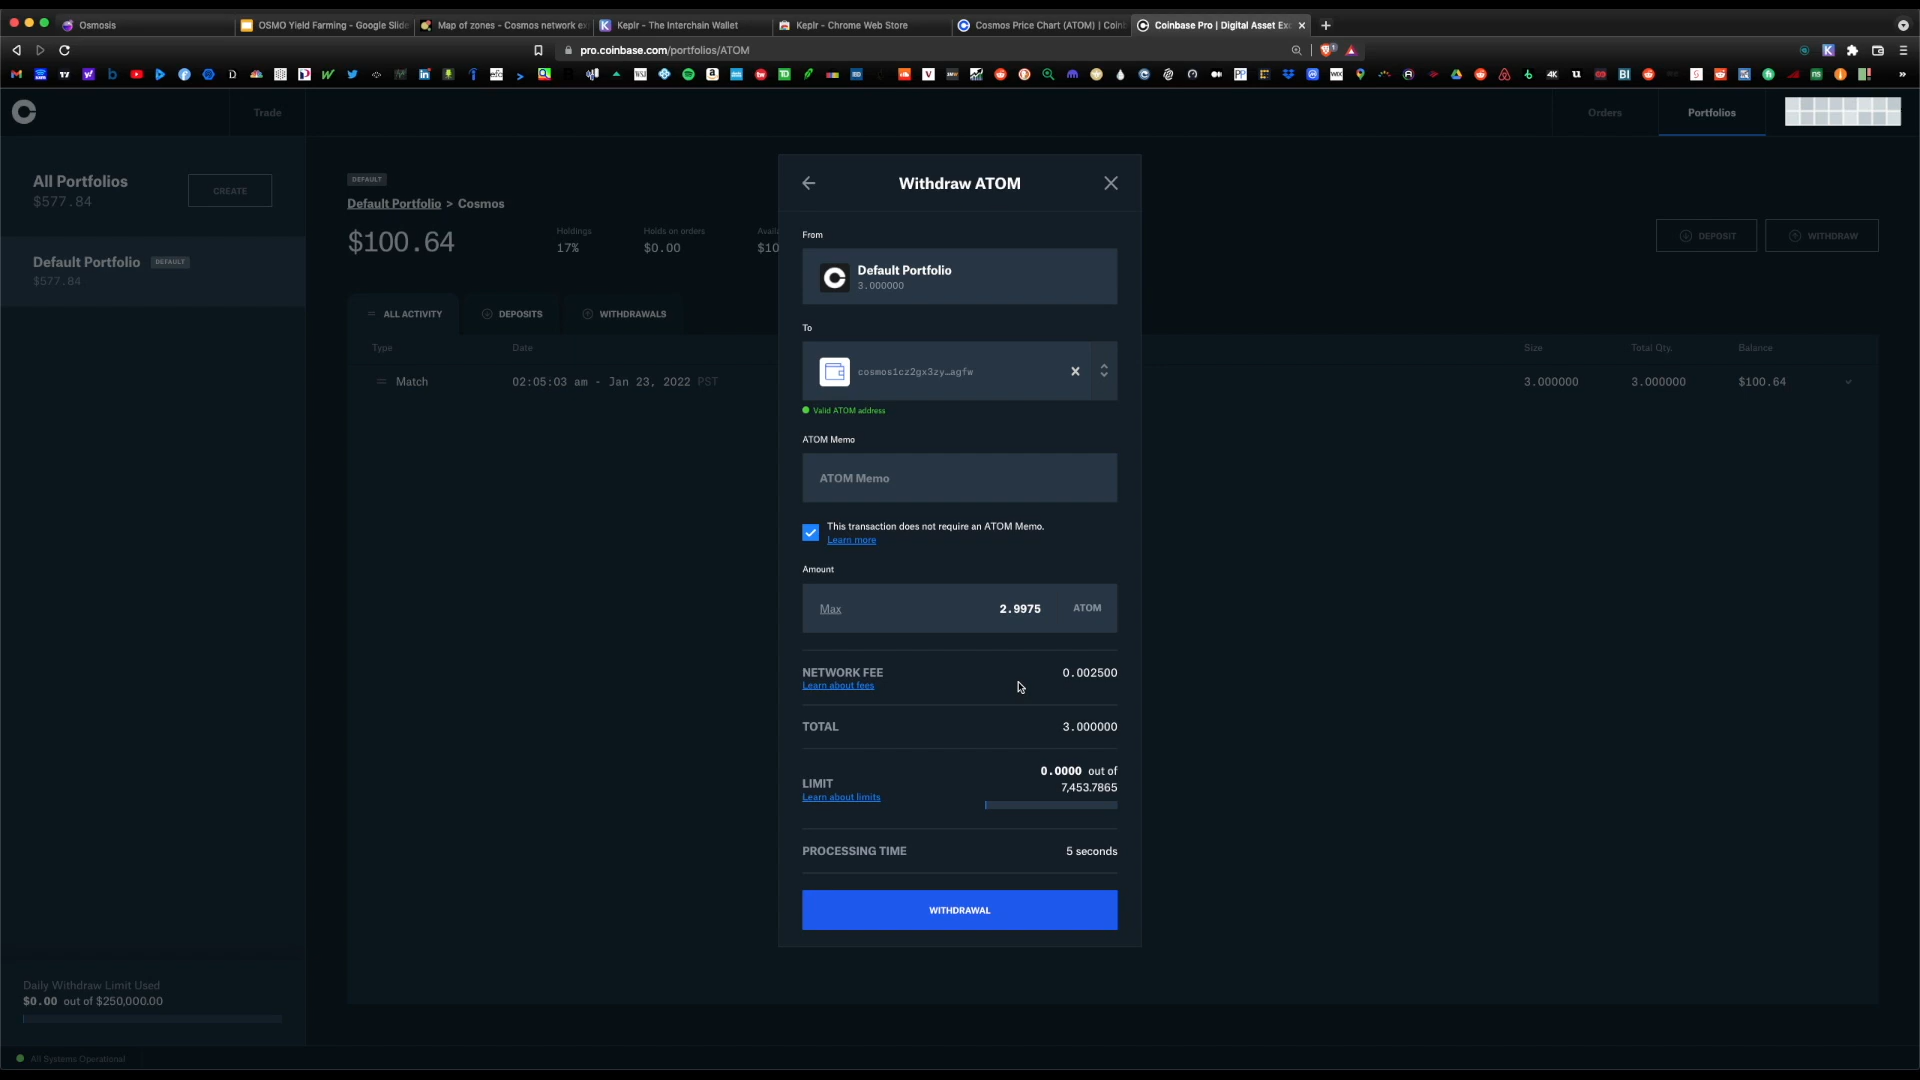 Osmosis
OSMO Yield Farming - Google Slide
Map of zones - Cosmos network ex
Keplr - The Interchain Wallet
Keplr - Chrome Web Store
Cosmos Price Chart (ATOM) | Coin
Coinbase Pro | Digital Asset Exc
pro.coinbase.com/portfolios/ATOM
Trade
Orders
Portfolios
All Portfolios
$577.84
CREATE
Default Portfolio
DEFAULT
$577.84
DEFAULT
Default Portfolio > Cosmos
$100.64
Holdings
17%
Holds on orders
$0.00
Avail
$10
DEPOSIT
WITHDRAW
ALL ACTIVITY
DEPOSITS
WITHDRAWALS
Type
Date
Size
Total Qty.
Balance
Match
02:05:03 am - Jan 23, 2022 PST
3.000000
3.000000
$100.64
Withdraw ATOM
From
Default Portfolio
3.000000
To
cosmos1cz2gx3zy…agfw
Valid ATOM address
ATOM Memo
ATOM Memo
This transaction does not require an ATOM Memo.
Learn more
Amount
Max
2.9975
ATOM
NETWORK FEE
0.002500
Learn about fees
TOTAL
3.000000
LIMIT
Learn about limits
0.0000 out of
7,453.7865
PROCESSING TIME
5 seconds
WITHDRAWAL
Daily Withdraw Limit Used
$0.00 out of $250,000.00
All Systems Operational